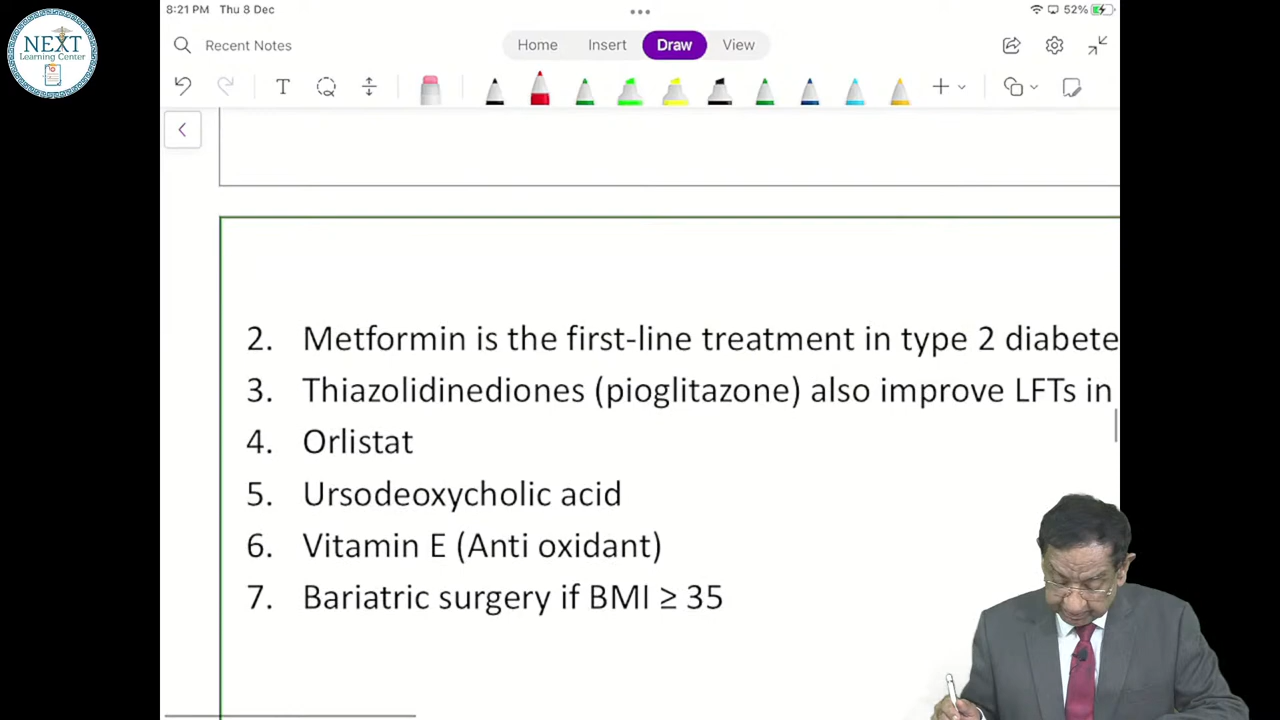 8:21 PM Thu 8 Dec
52%
NEXT
Learning Center
Recent Notes
Home Insert Draw View
T
2. Metformin is the first-line treatment in type 2 diabete
3. Thiazolidinediones (pioglitazone) also improve LFTs in
4. Orlistat
5. Ursodeoxycholic acid
6. Vitamin E (Anti oxidant)
7. Bariatric surgery if BMI ≥ 35